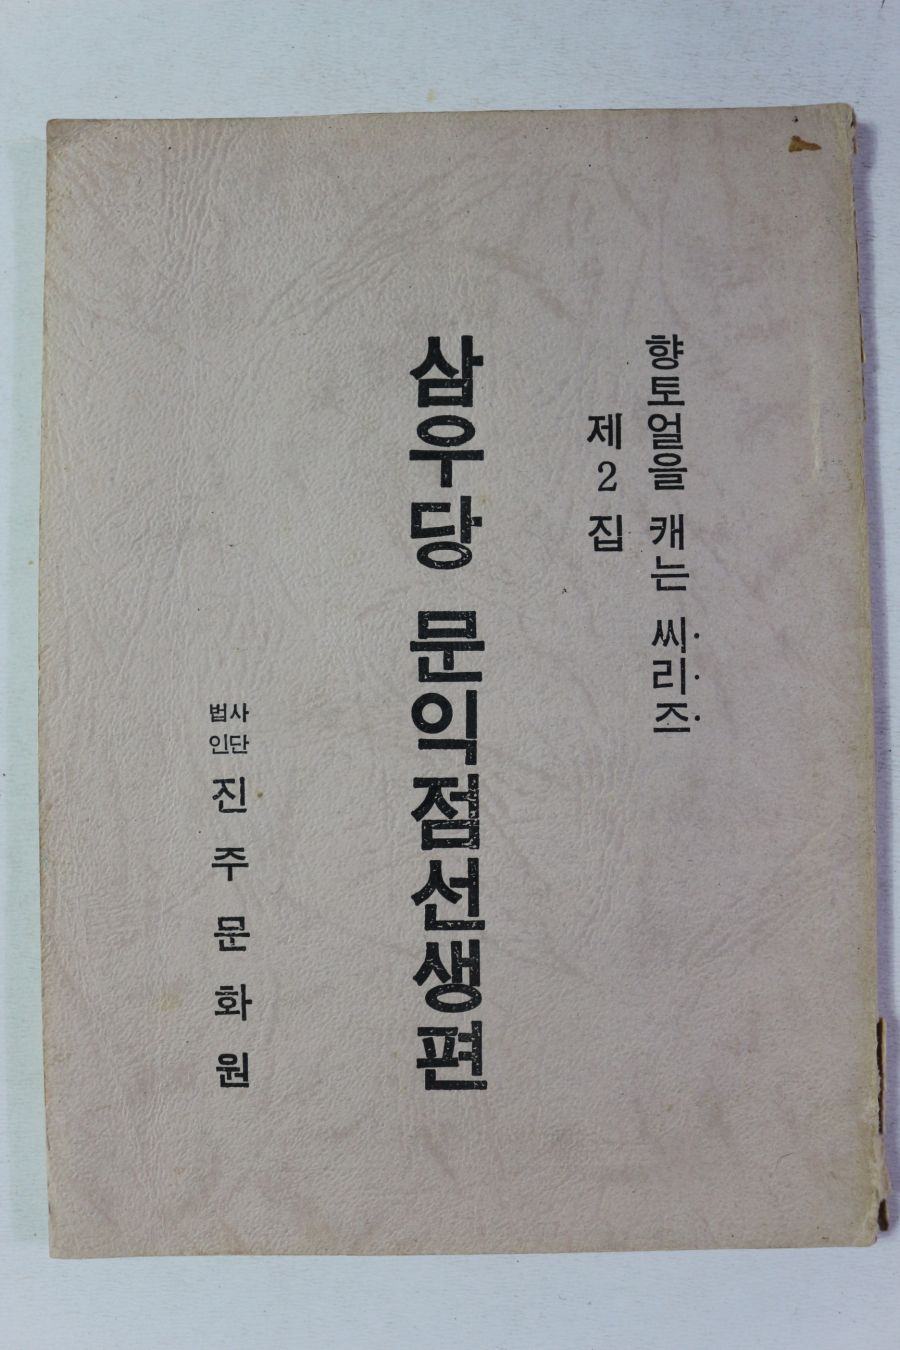 향토얼을 캐는 씨리즈
제2집
삼우당 문익점선생편
사단
법인
진주문화원